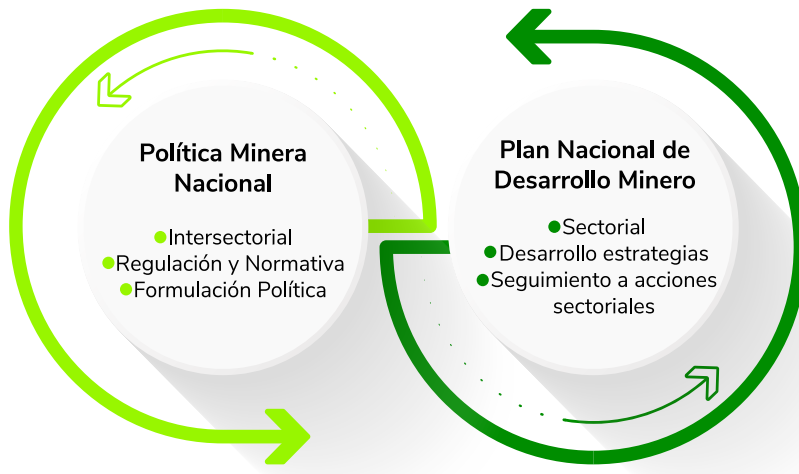 Política Minera
Nacional
Intersectorial
Regulación y Normativa
Formulación Política
Plan Nacional de
Desarrollo Minero
Sectorial
Desarrollo estrategias
Seguimiento a acciones
sectoriales